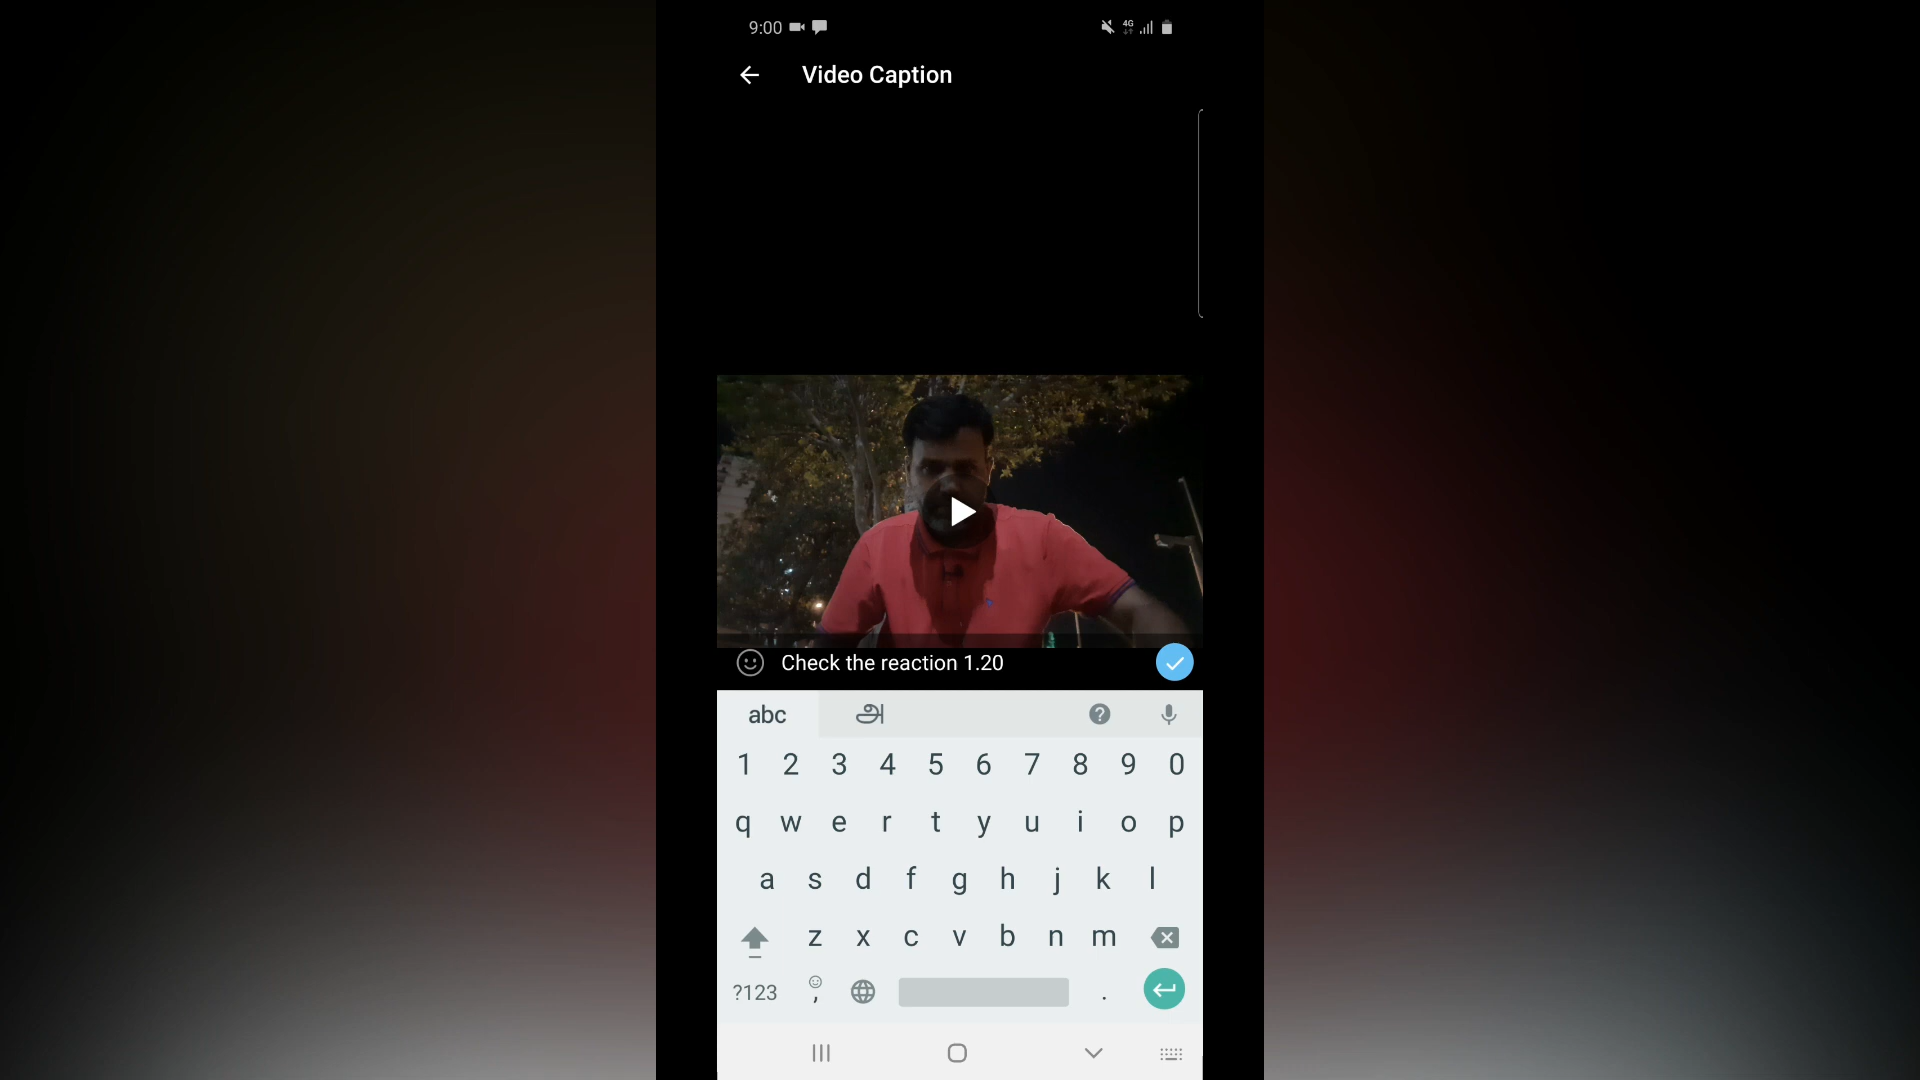 9:00
4G
Video Caption
Check the reaction 1.20
abc அ
1 2 3 4 5 6 7 8 9 0
q w e r t y u i o p
a s d f g h j k l
z x c v b n m
?123 , .